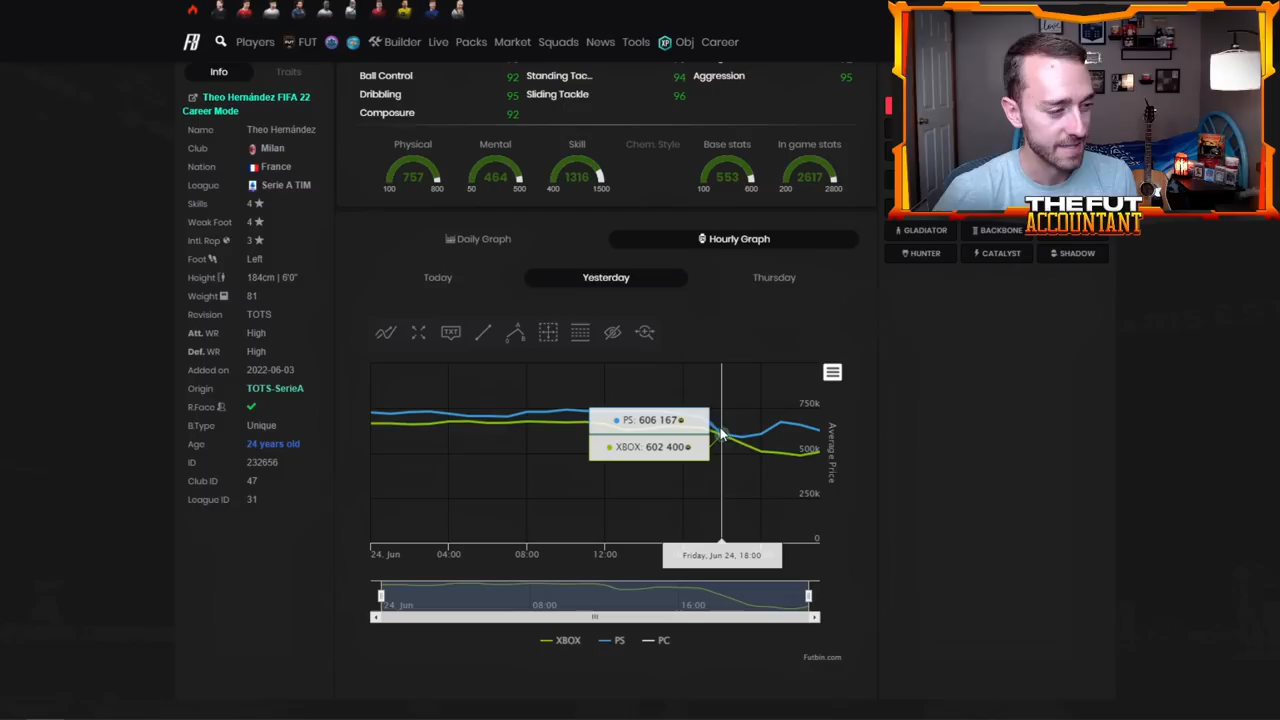 Players FUT Builder Live Packs Market Squads News Tools XP Obj Career
Info Traits
Theo Hernández FIFA 22
Career Mode
Name Theo Hernández
Club Milan
Nation France
League Serie A TIM
Skills 4★
Weak Foot 4★
Intl. Rep 3★
Foot Left
Height 184cm | 6'0"
Weight 81
Revision TOTS
Att. WR High
Def. WR High
Added on 2022-06-03
Origin TOTS-SerieA
R.Face
B.Type Unique
Age 24 years old
ID 232656
Club ID 47
League ID 31
Ball Control 92 Standing Tac... 94 Aggression 95
Dribbling 95 Sliding Tackle 96
Composure 92
Physical Mental Skill Chem. Style Base stats In game stats
757 464 1316 553 2617
100 800 50 500 400 1500 100 600 200 2800
Daily Graph Hourly Graph
Today Yesterday Thursday
TXT
PS: 606 167
XBOX: 602 400
750k
500k
250k
0
Average Price
24. Jun 04:00 08:00 12:00
Friday, Jun 24, 18:00
24. Jun 08:00 16:00
XBOX PS PC
Futbin.com
THE FUT
ACCOUNTANT
GLADIATOR BACKBONE
HUNTER CATALYST SHADOW